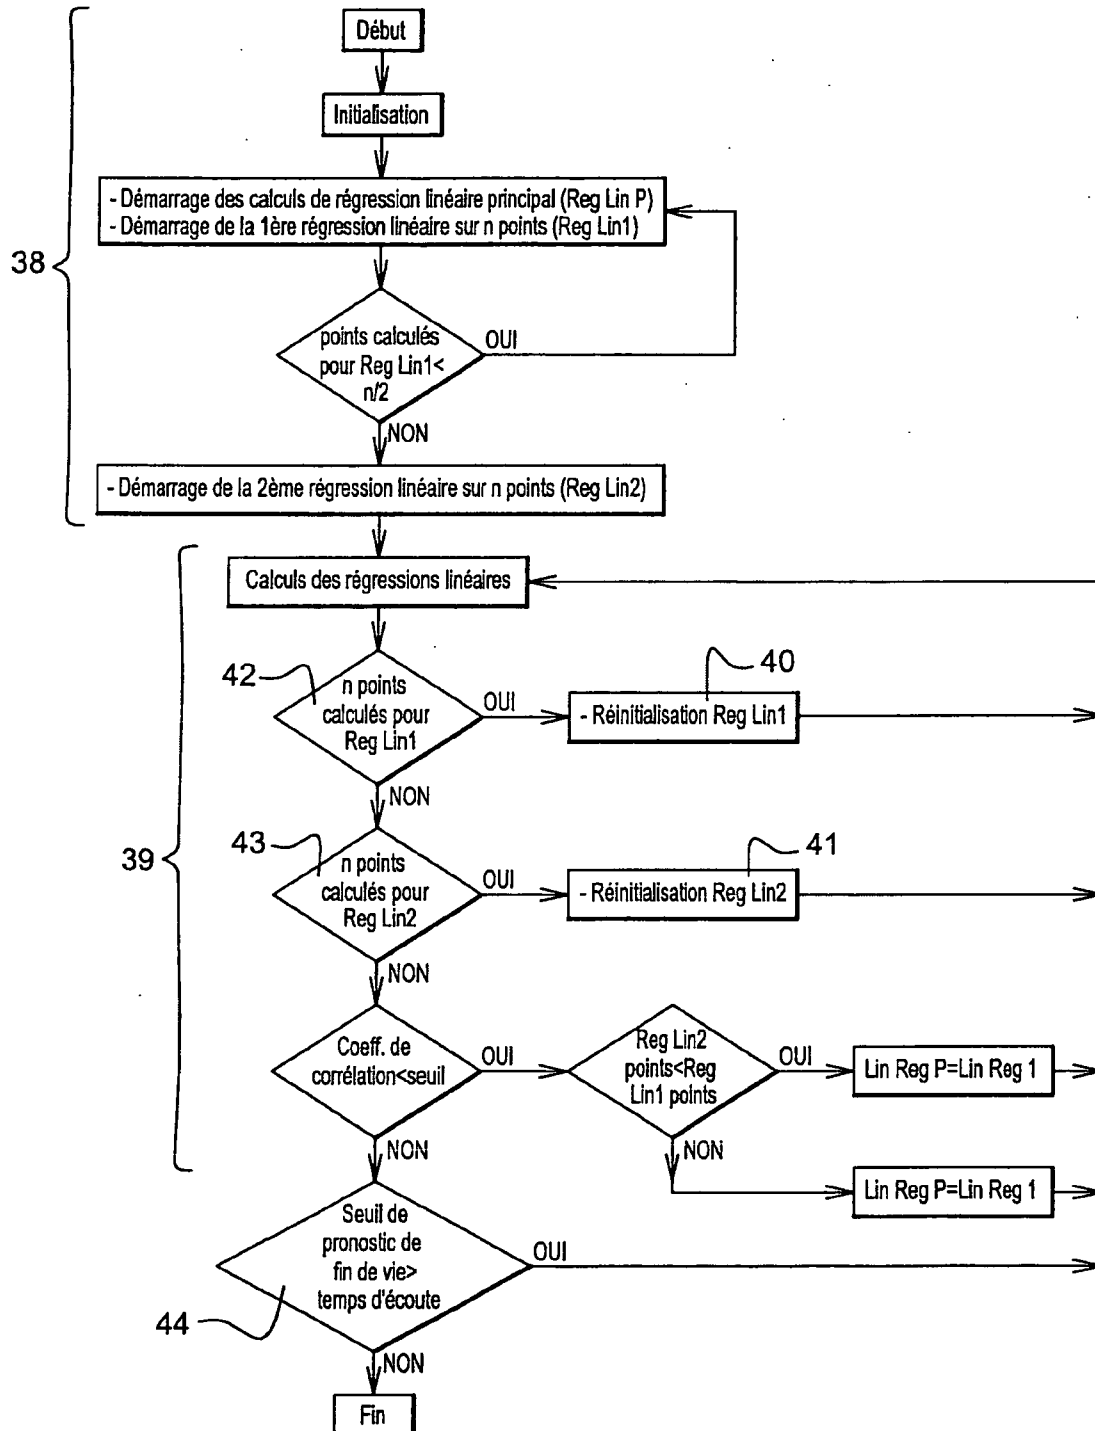 Début
Initialisation
- Démarrage des calculs de régression linéaire principal (Reg Lin P)
- Démarrage de la 1ère régression linéaire sur n points (Reg Lin1)
38
points calculés
pour Reg Lin1<
n/2
OUI
NON
- Démarrage de la 2ème régression linéaire sur n points (Reg Lin2)
Calculs des régressions linéaires
42
n points
calculés pour
Reg Lin1
OUI
40
- Réinitialisation Reg Lin1
NON
39
43
n points
calculés pour
Reg Lin2
OUI
41
- Réinitialisation Reg Lin2
NON
Coeff. de
corrélation<seuil
OUI
Reg Lin2
points<Reg
Lin1 points
OUI
Lin Reg P=Lin Reg 1
NON
NON
Lin Reg P=Lin Reg 1
Seuil de
pronostic de
fin de vie>
temps d'écoute
OUI
44
NON
Fin